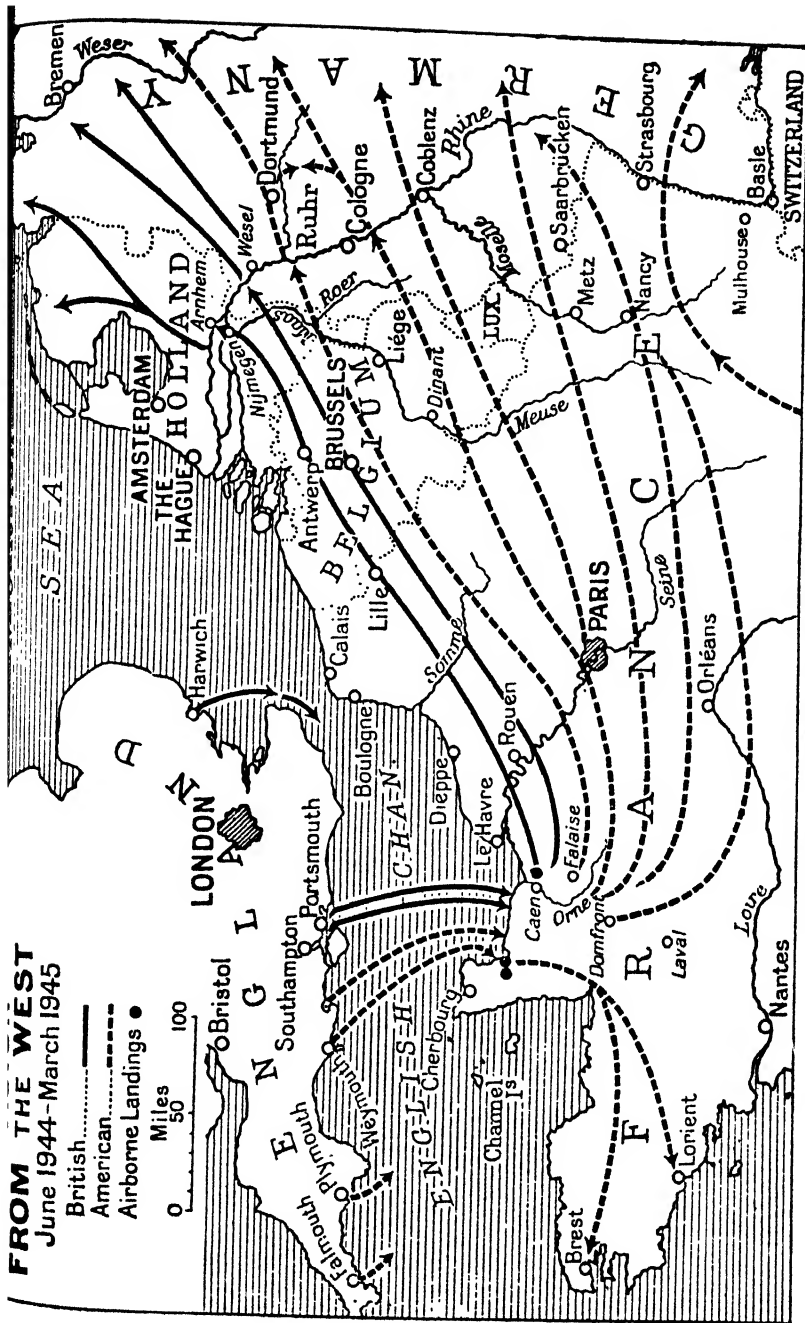 FROM THE WEST
June 1944–March 1945
British
American
Airborne Landings
Miles
0 50 100
S-E-A
ENGLAND
Bristol
LONDON
Harwich
Southampton
Portsmouth
Weymouth
Plymouth
Falmouth
ENGLISH
CHAN.
Channel
Is
Cherbourg
Brest
Lorient
Nantes
Loire
Laval
Domfront
Orne
Caen
Falaise
Le Havre
Rouen
Dieppe
Boulogne
Calais
Somme
Lille
PARIS
Seine
Orléans
FRANCE
BELGIUM
Antwerp
BRUSSELS
Dinant
Liége
Meuse
LUX
Moselle
Metz
Nancy
HOLLAND
AMSTERDAM
THE
HAGUE
Arnhem
Nijmegen
Maas
Roer
Wesel
Ruhr
Dortmund
Cologne
Coblenz
Rhine
Saarbrücken
Strasbourg
Mulhouse
Basle
SWITZERLAND
GERMANY
Bremen
Weser